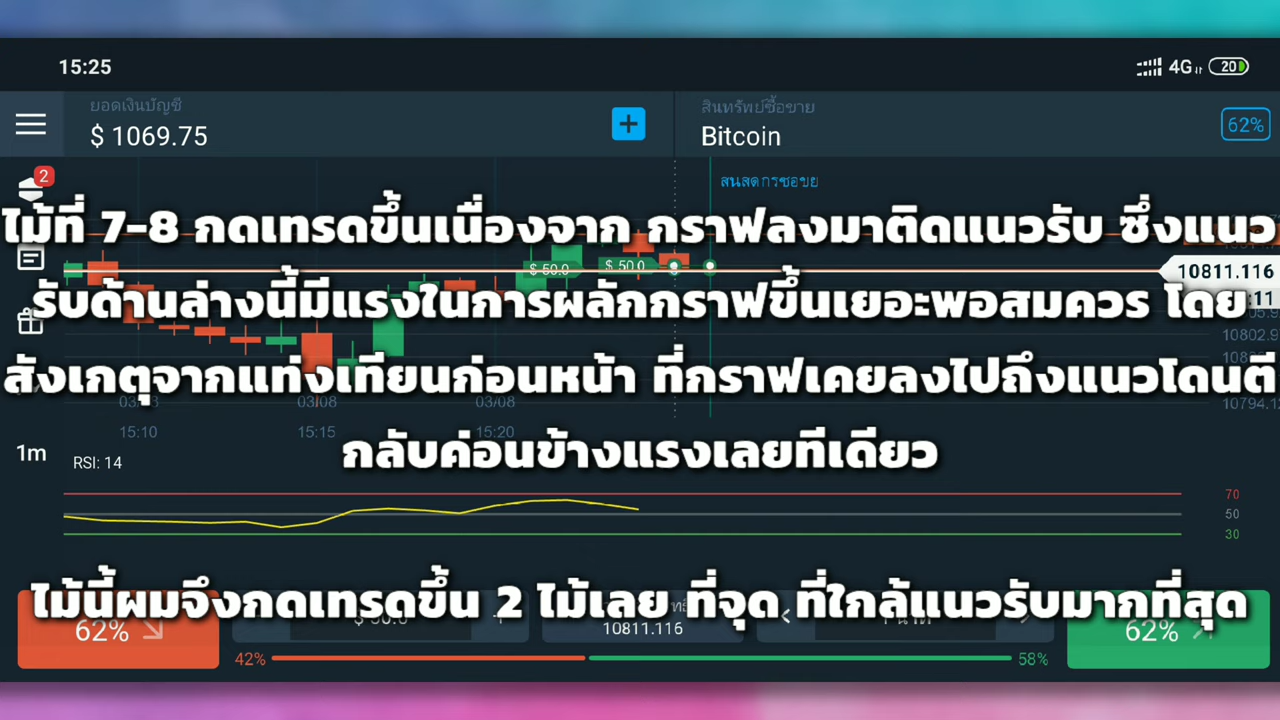 15:25
4G
20
ยอดเงินบัญชี
$ 1069.75
สินทรัพย์ซื้อขาย
Bitcoin
62%
2
ไม้ที่ 7-8 กดเทรดขึ้นเนื่องจาก กราฟลงมาติดแนวรับ ซึ่งแนว
$ 50.0
$ 50.0
10811.116
รับด้านล่างนี้มีแรงในการผลักกราฟขึ้นเยอะพอสมควร โดย
10802.9
สังเกตุจากแท่งเทียนก่อนหน้า ที่กราฟเคยลงไปถึงแนวโดนตี
03/08
03/08
03/08
15:10
15:15
15:20
กลับค่อนข้างแรงเลยทีเดียว
1m
RSI: 14
70
50
30
ไม้นี้ผมจึงกดเทรดขึ้น 2 ไม้เลย ที่จุด ที่ใกล้แนวรับมากที่สุด
62%
10811.116
62%
42%
58%